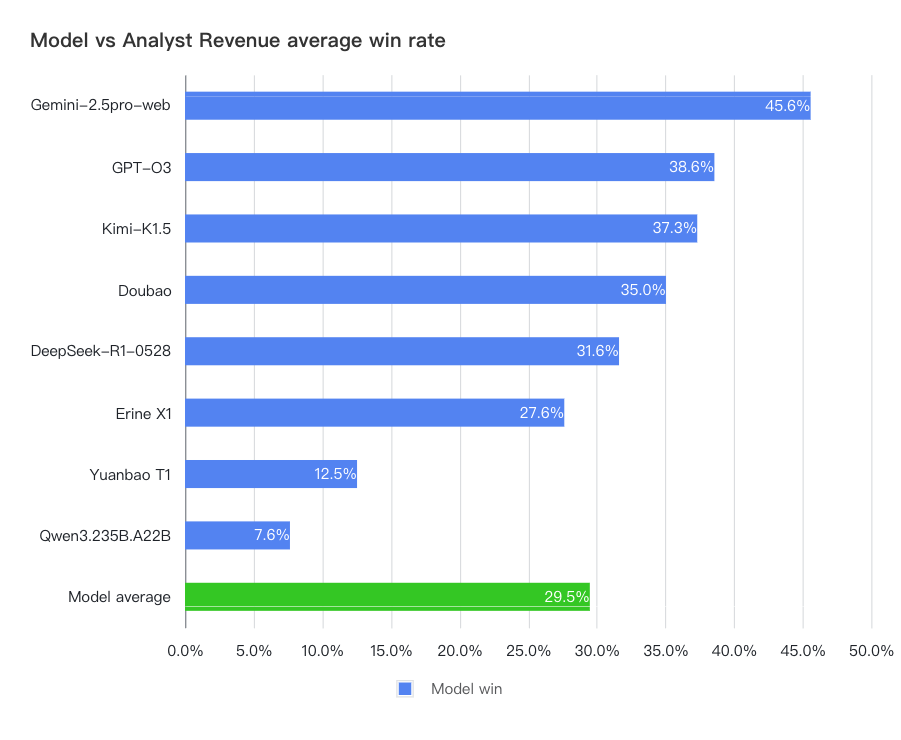 Model vs Analyst Revenue average win rate
Gemini-2.5pro-web 45.6%
GPT-O3 38.6%
Kimi-K1.5 37.3%
Doubao 35.0%
DeepSeek-R1-0528 31.6%
Erine X1 27.6%
Yuanbao T1 12.5%
Qwen3.235B.A22B 7.6%
Model average 29.5%
0.0% 5.0% 10.0% 15.0% 20.0% 25.0% 30.0% 35.0% 40.0% 45.0% 50.0%
Model win